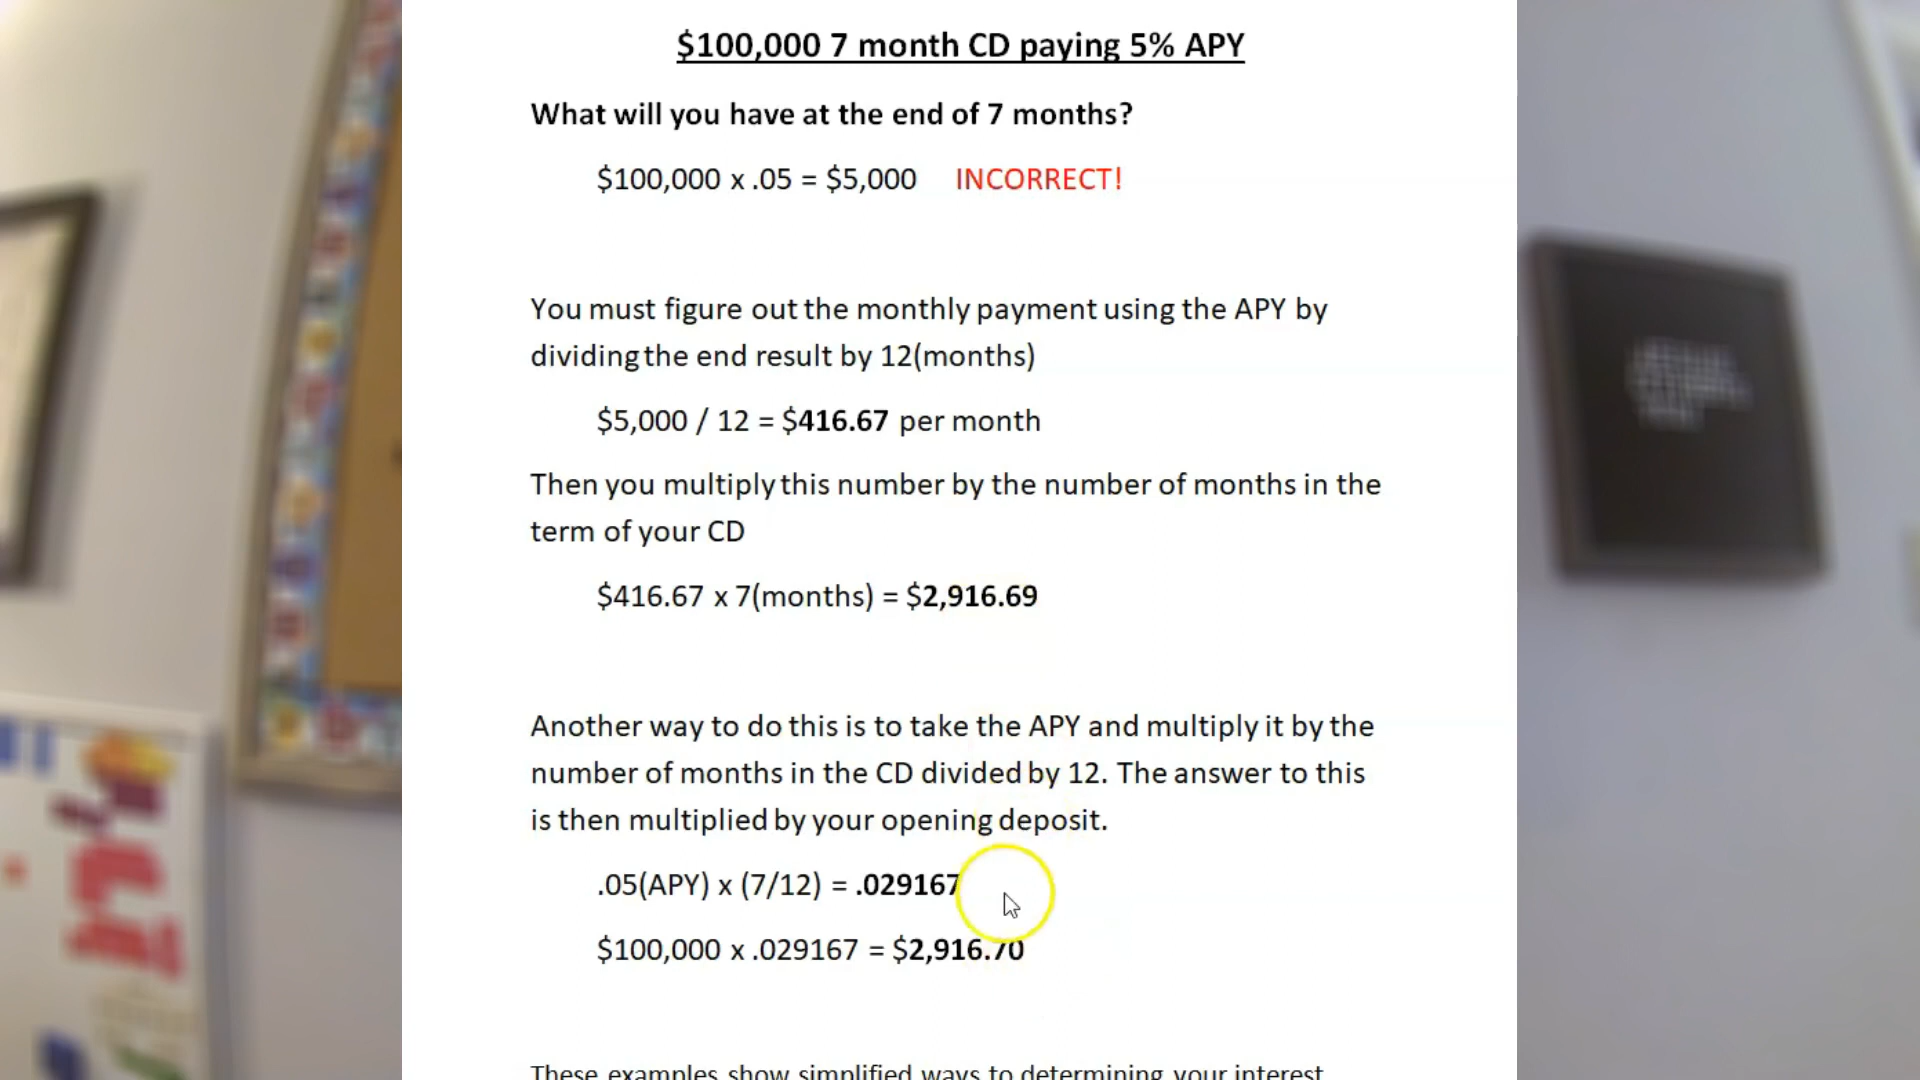 $100,000 7 month CD paying 5% APY
What will you have at the end of 7 months?
$100,000 x .05 = $5,000 INCORRECT!
You must figure out the monthly payment using the APY by
dividing the end result by 12(months)
$5,000 / 12 = $416.67 per month
Then you multiply this number by the number of months in the
term of your CD
$416.67 x 7(months) = $2,916.69
Another way to do this is to take the APY and multiply it by the
number of months in the CD divided by 12. The answer to this
is then multiplied by your opening deposit.
.05(APY) x (7/12) = .029167
$100,000 x .029167 = $2,916.70
These examples show simplified ways to determining your interest